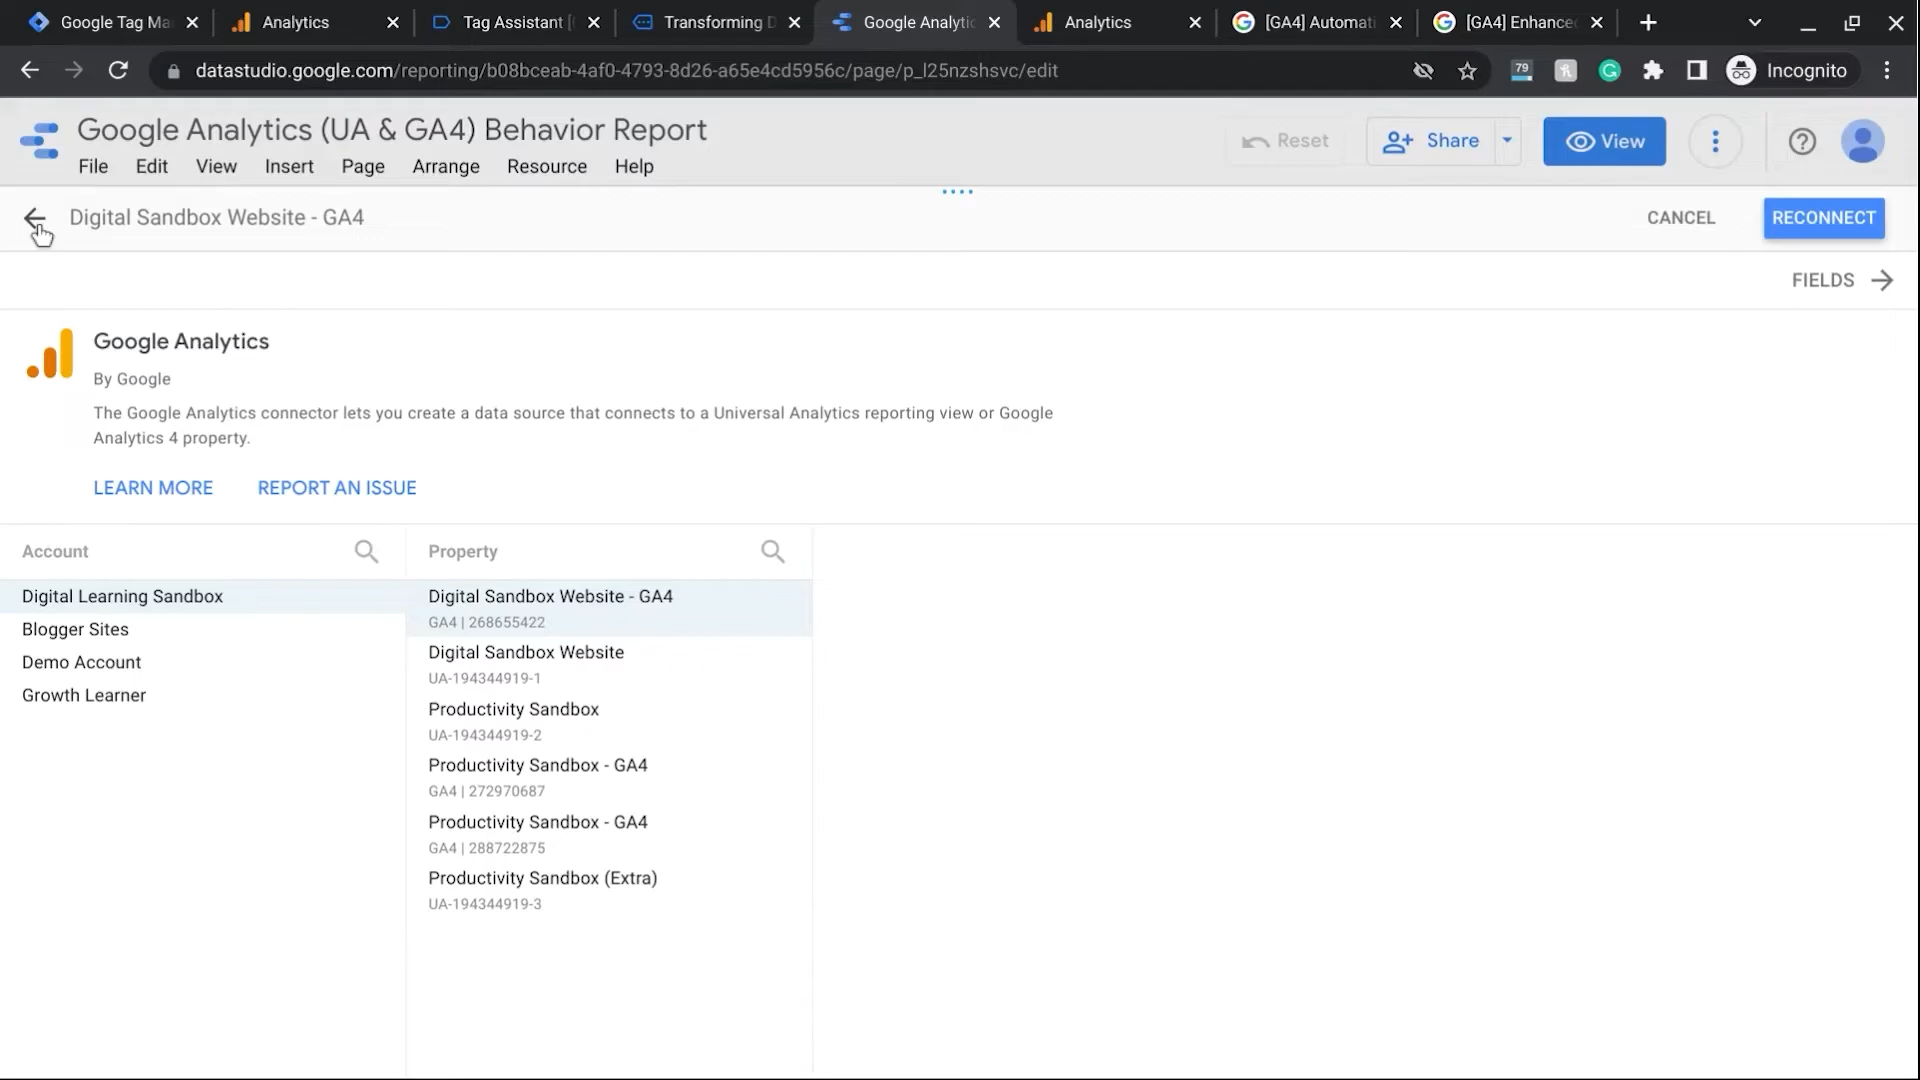 Google Tag Ma
Analytics
Tag Assistant [
Transforming D
Google Analytic
Analytics
[GA4] Automati
[GA4] Enhance
datastudio.google.com/reporting/b08bceab-4af0-4793-8d26-a65e4cd5956c/page/p_l25nzshsvc/edit
79
Incognito
Google Analytics (UA & GA4) Behavior Report
Reset
Share
View
File Edit View Insert Page Arrange Resource Help
Digital Sandbox Website - GA4
CANCEL
RECONNECT
FIELDS
Google Analytics
By Google
The Google Analytics connector lets you create a data source that connects to a Universal Analytics reporting view or Google
Analytics 4 property.
LEARN MORE
REPORT AN ISSUE
Account
Digital Learning Sandbox
Blogger Sites
Demo Account
Growth Learner
Property
Digital Sandbox Website - GA4
GA4 | 268655422
Digital Sandbox Website
UA-194344919-1
Productivity Sandbox
UA-194344919-2
Productivity Sandbox - GA4
GA4 | 272970687
Productivity Sandbox - GA4
GA4 | 288722875
Productivity Sandbox (Extra)
UA-194344919-3